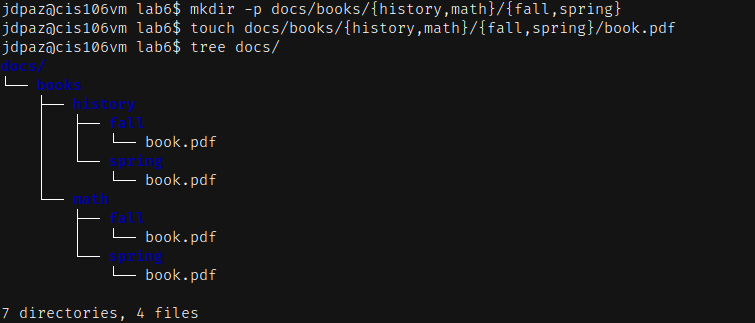 jdpaz@cis106vm lab6$ mkdir -p docs/books/{history,math}/{fall,spring}
jdpaz@cis106vm lab6$ touch docs/books/{history,math}/{fall,spring}/book.pdf
jdpaz@cis106vm lab6$ tree docs/
docs/
└── books
    ├── history
    │   ├── fall
    │   │   └── book.pdf
    │   └── spring
    │       └── book.pdf
    └── math
        ├── fall
        │   └── book.pdf
        └── spring
            └── book.pdf
7 directories, 4 files